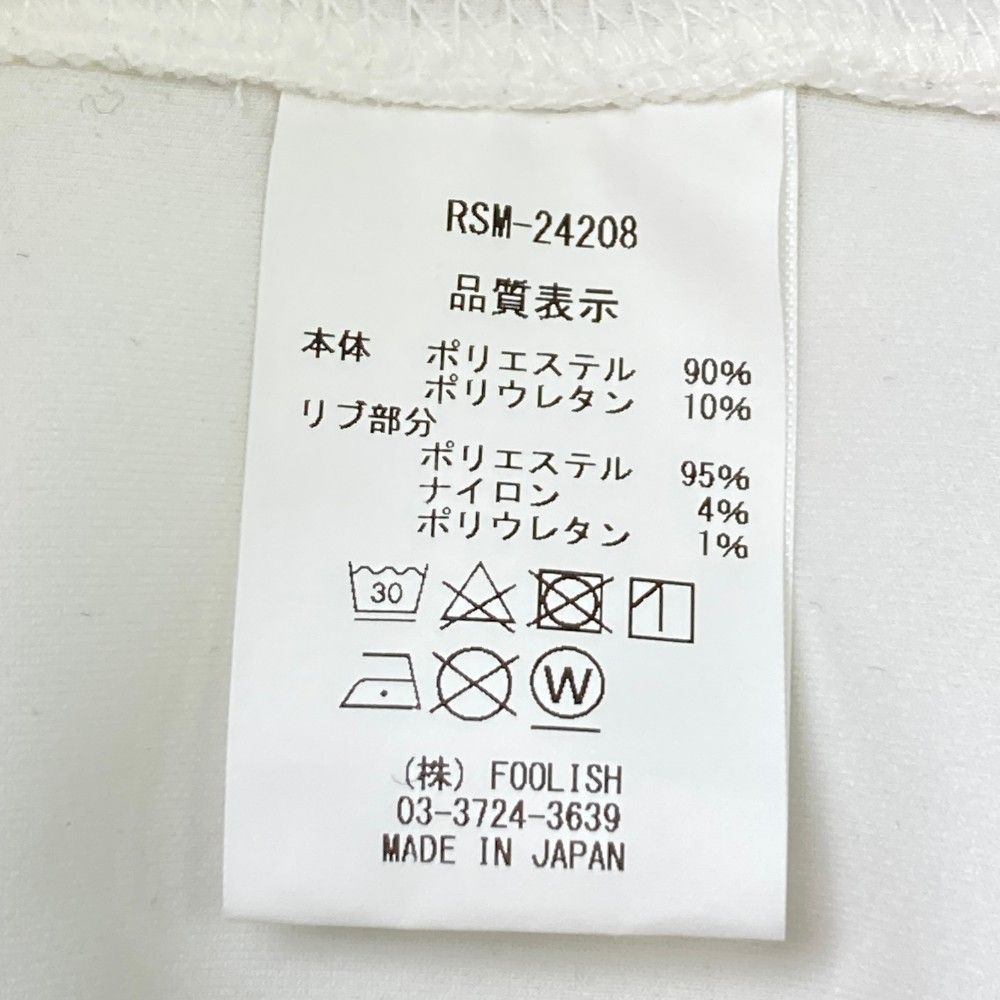 RSM-24208
品質表示
本体 ポリエステル 90%
ポリウレタン 10%
リブ部分
ポリエステル 95%
ナイロン 4%
ポリウレタン 1%
30
W
(株) FOOLISH
03-3724-3639
MADE IN JAPAN